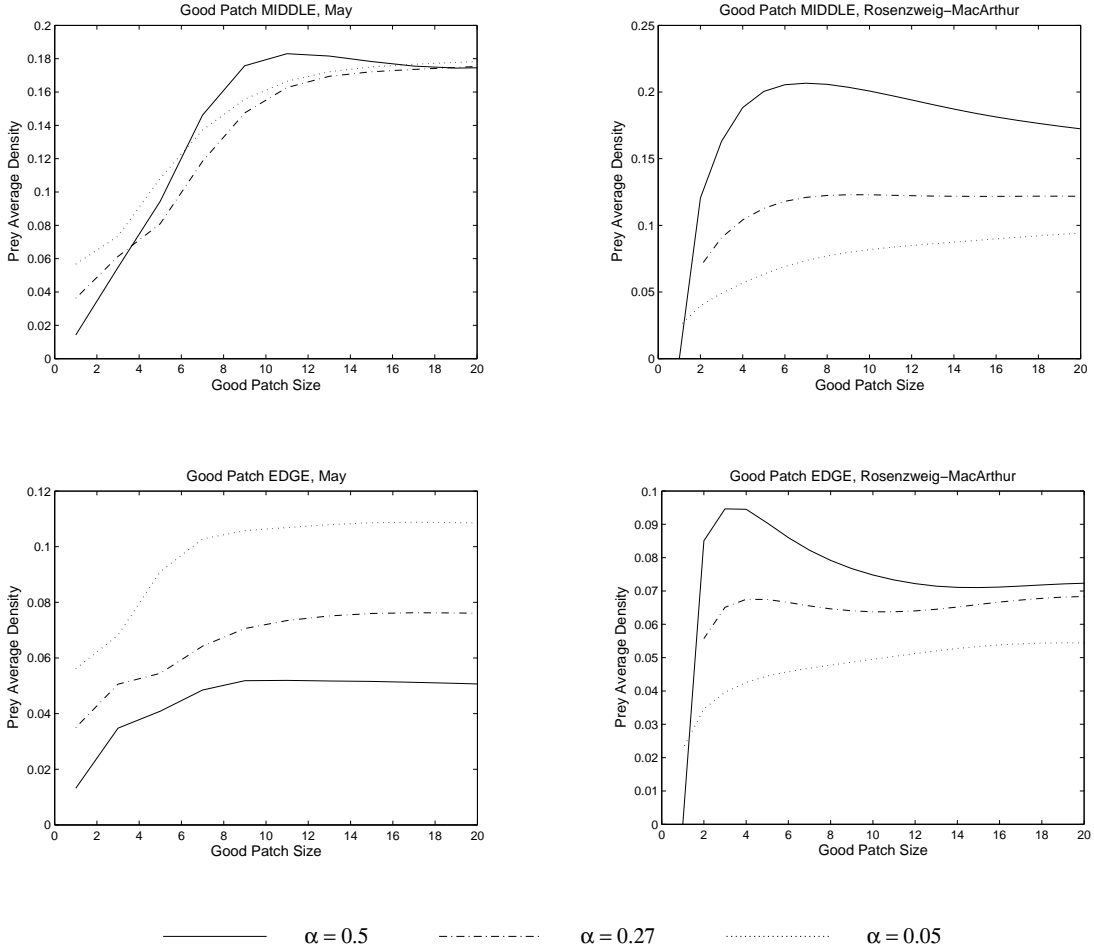 Good Patch MIDDLE, May
0.2
0.18
0.16
0.14
0.12
0.1
0.08
0.06
0.04
0.02
0
Prey Average Density
0 2 4 6 8 10 12 14 16 18 20
Good Patch Size
Good Patch MIDDLE, Rosenzweig−MacArthur
0.25
0.2
0.15
0.1
0.05
0
Prey Average Density
0 2 4 6 8 10 12 14 16 18 20
Good Patch Size
Good Patch EDGE, May
0.12
0.1
0.08
0.06
0.04
0.02
0
Prey Average Density
0 2 4 6 8 10 12 14 16 18 20
Good Patch Size
Good Patch EDGE, Rosenzweig−MacArthur
0.1
0.09
0.08
0.07
0.06
0.05
0.04
0.03
0.02
0.01
0
Prey Average Density
0 2 4 6 8 10 12 14 16 18 20
Good Patch Size
α = 0.5 α = 0.27 α = 0.05